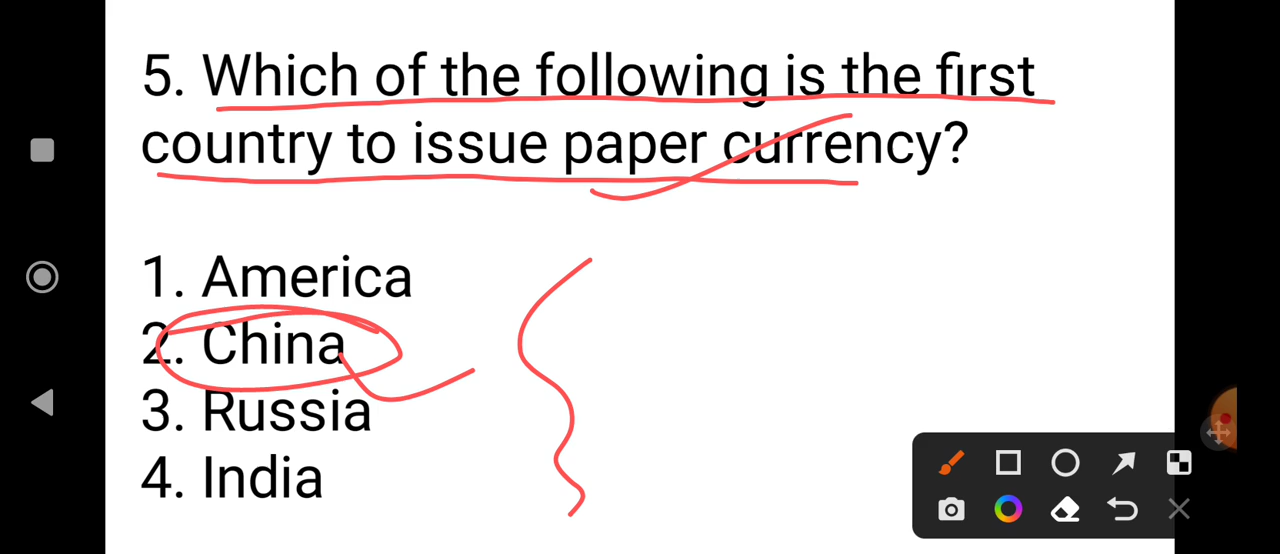 5. Which of the following is the first
country to issue paper currency?
1. America
2. China
3. Russia
4. India